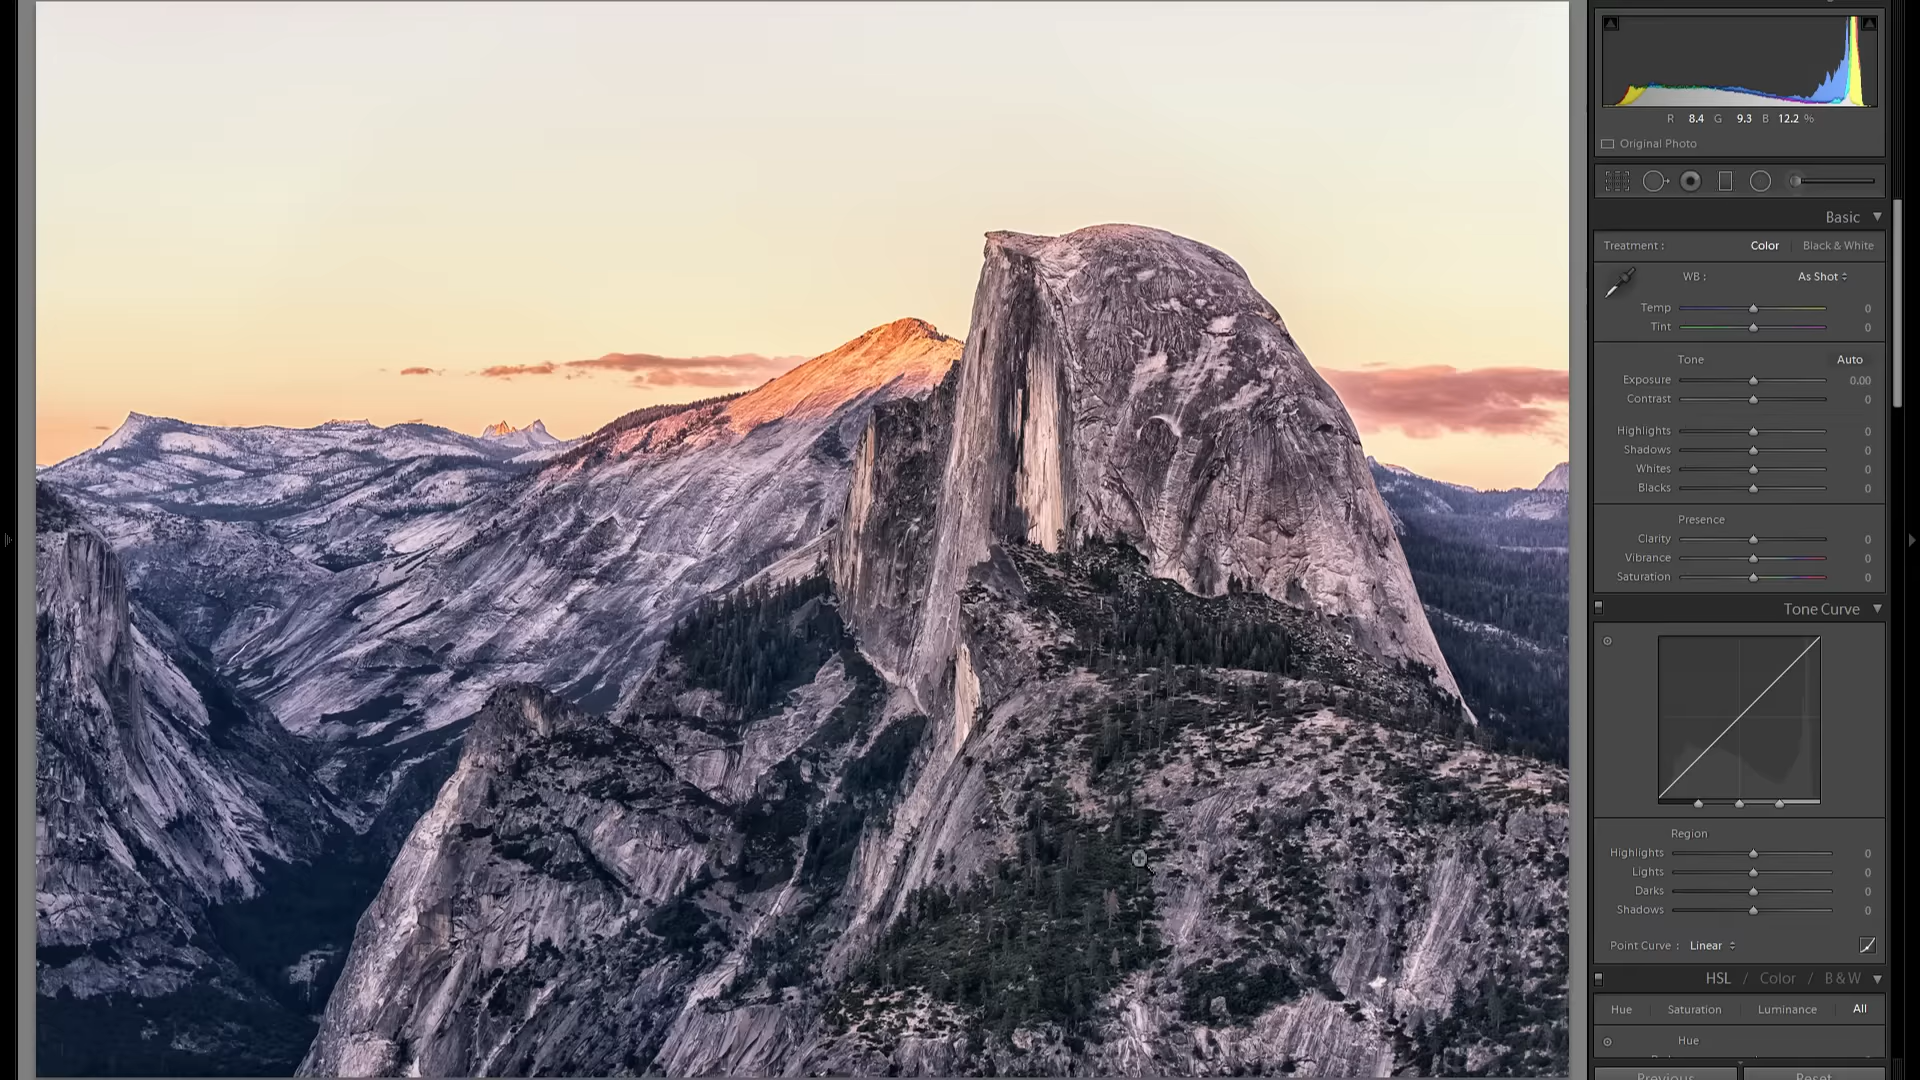 R 8.4 G 9.3 B 12.2 %
Original Photo
Basic
Treatment : Color Black & White
WB : As Shot
Temp 0
Tint 0
Tone Auto
Exposure 0.00
Contrast 0
Highlights 0
Shadows 0
Whites 0
Blacks 0
Presence
Clarity 0
Vibrance 0
Saturation 0
Tone Curve
Region
Highlights 0
Lights 0
Darks 0
Shadows 0
Point Curve : Linear
HSL / Color / B & W
Hue Saturation Luminance All
Hue
Previous Reset